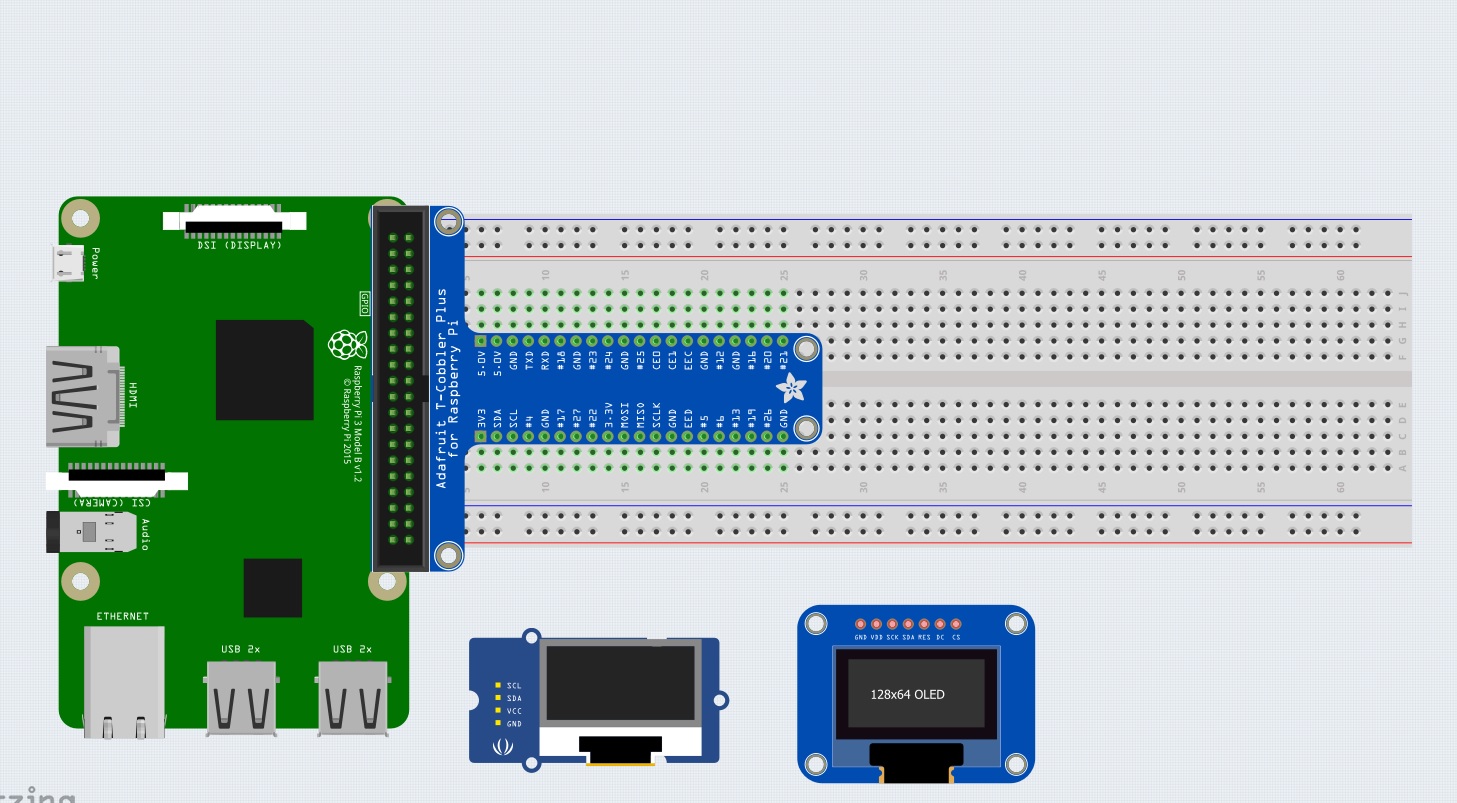 DSI (DISPLAY)
Power
HDMI
CSI (CAMERA)
Audio
ETHERNET
USB 2x
USB 2x
GPIO
Raspberry Pi 3 Model B v1.2
© Raspberry Pi 2015
Adafruit T-Cobbler Plus
for Raspberry Pi
5 10 15 20 25 30 35 40 45 50 55 60
J
I
H
G
F
5.0V 5.0V GND TXD RXD #18 GND #23 #24 GND #25 CE0 CE1 EEC GND #12 GND #16 #20 #21
3V3 SDA SCL #4 GND #17 #27 #22 3.3V MOSI MISO SCLK GND EED #5 #6 #13 #19 #26 GND
E
D
C
B
A
5 10 15 20 25 30 35 40 45 50 55 60
SCL
SDA
VCC
GND
GND VDD SCK SDA RES DC CS
128x64 OLED